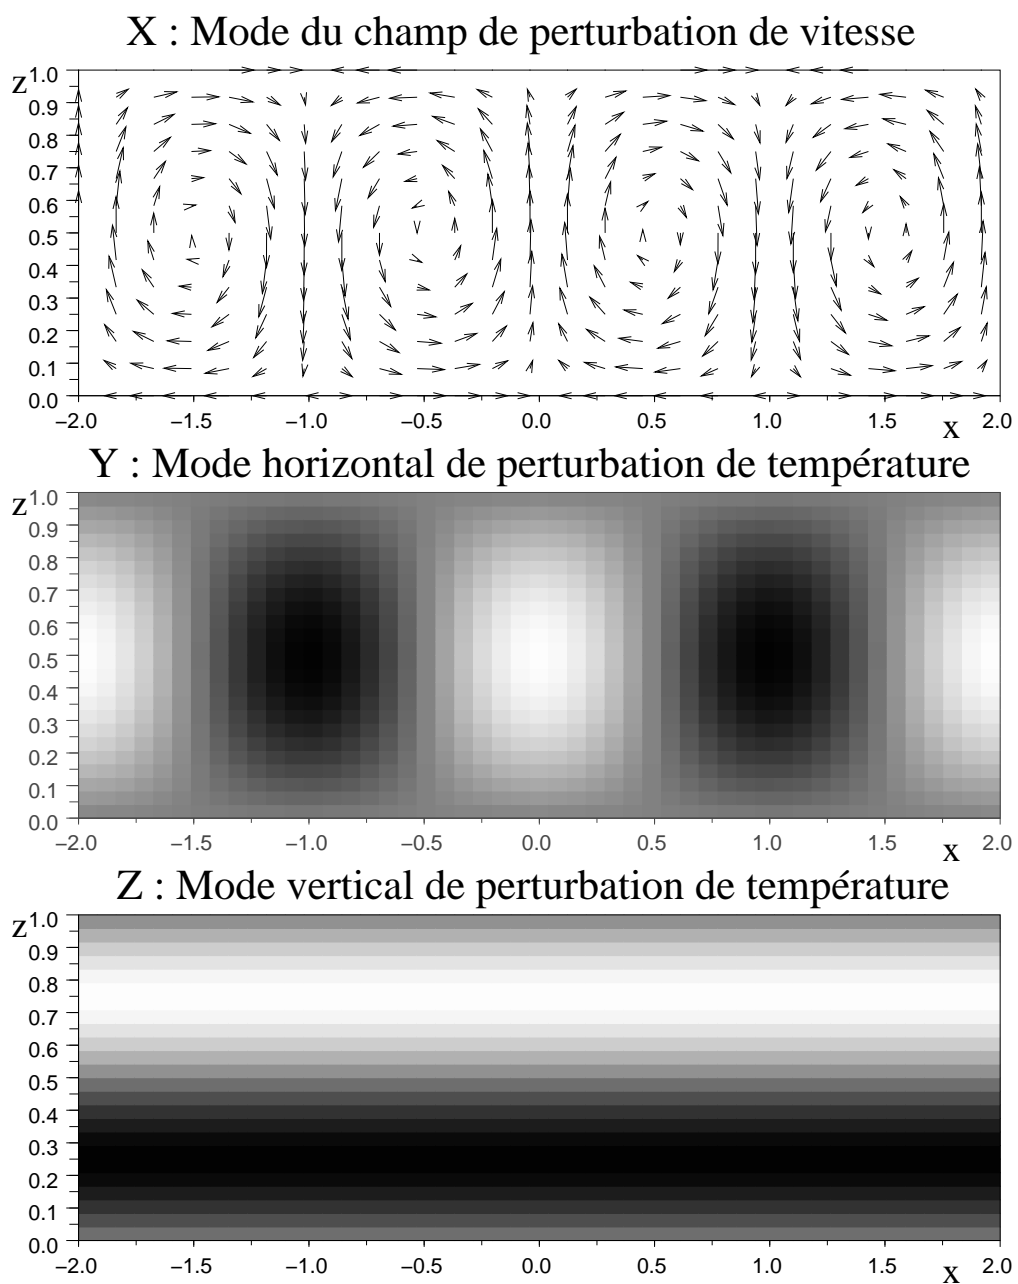 X : Mode du champ de perturbation de vitesse
z
1.0
0.9
0.8
0.7
0.6
0.5
0.4
0.3
0.2
0.1
0.0
−2.0 −1.5 −1.0 −0.5 0.0 0.5 1.0 1.5 2.0
x
Y : Mode horizontal de perturbation de température
z
1.0
0.9
0.8
0.7
0.6
0.5
0.4
0.3
0.2
0.1
0.0
−2.0 −1.5 −1.0 −0.5 0.0 0.5 1.0 1.5 2.0
x
Z : Mode vertical de perturbation de température
z
1.0
0.9
0.8
0.7
0.6
0.5
0.4
0.3
0.2
0.1
0.0
−2.0 −1.5 −1.0 −0.5 0.0 0.5 1.0 1.5 2.0
x